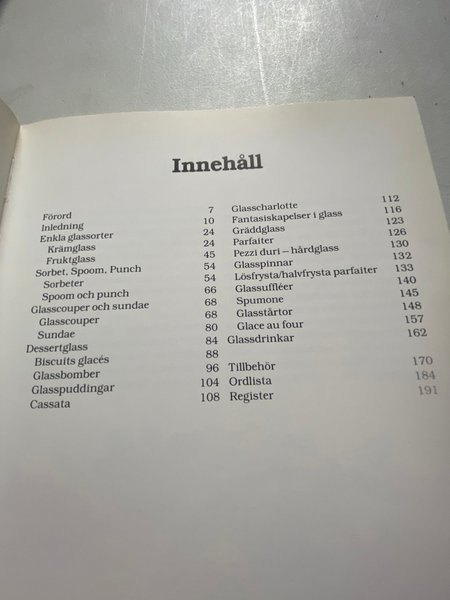 Innehåll
Förord 7
Inledning 10
Enkla glassorter 24
Krämglass 24
Fruktglass 45
Sorbet, Spoom, Punch 54
Sorbeter 54
Spoom och punch 66
Glasscouper och sundae 68
Glasscouper 68
Sundae 80
Dessertglass 84
Biscuits glacés 88
Glassbomber 96
Glasspuddingar 104
Cassata 108
Glasscharlotte 112
Fantasiskapelser i glass 116
Gräddglass 123
Parfaiter 126
Pezzi duri – hårdglass 130
Glasspinnar 132
Lösfrysta/halvfrysta parfaiter 133
Glassuffléer 140
Spumone 145
Glasstårtor 148
Glace au four 157
Glassdrinkar 162
Tillbehör 170
Ordlista 184
Register 191